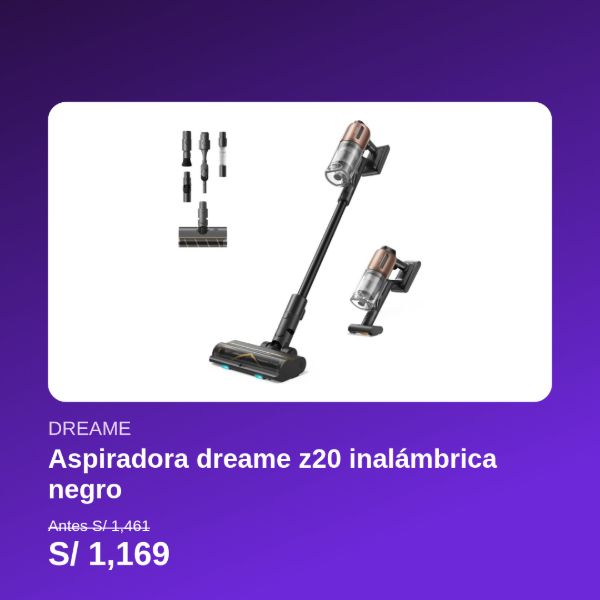 DREAME
Aspiradora dreame z20 inalámbrica
negro
Antes S/ 1,461
S/ 1,169